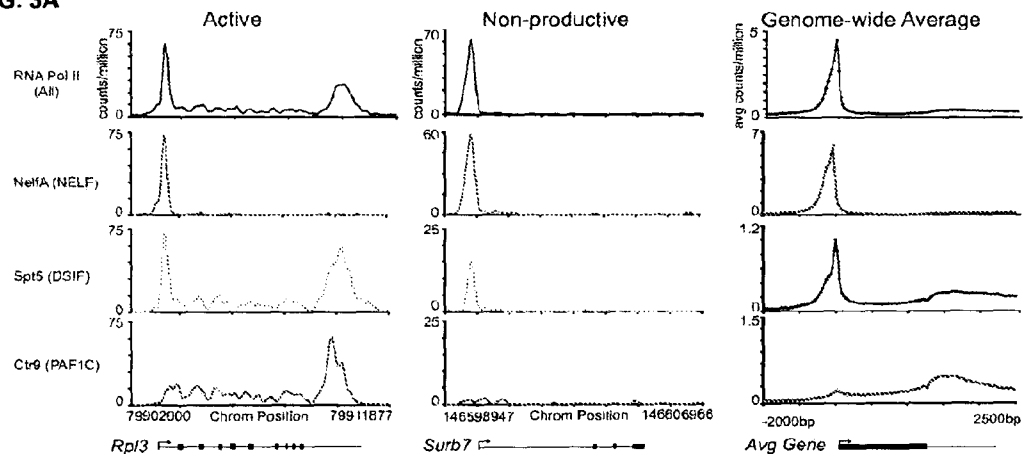 G. 3A
Active
Non-productive
Genome-wide Average
RNA Pol II
(All)
counts/million
75
0
counts/million
70
0
avg counts/million
5
0
NelfA (NELF)
75
0
60
0
7
0
Spt5 (DSIF)
75
0
25
0
1.2
0
Ctr9 (PAF1C)
75
0
25
0
1.5
0
79902000 Chrom Position 79911877
146598947 Chrom Position 146606966
-2000bp 2500bp
Rpl3
Surb7
Avg Gene